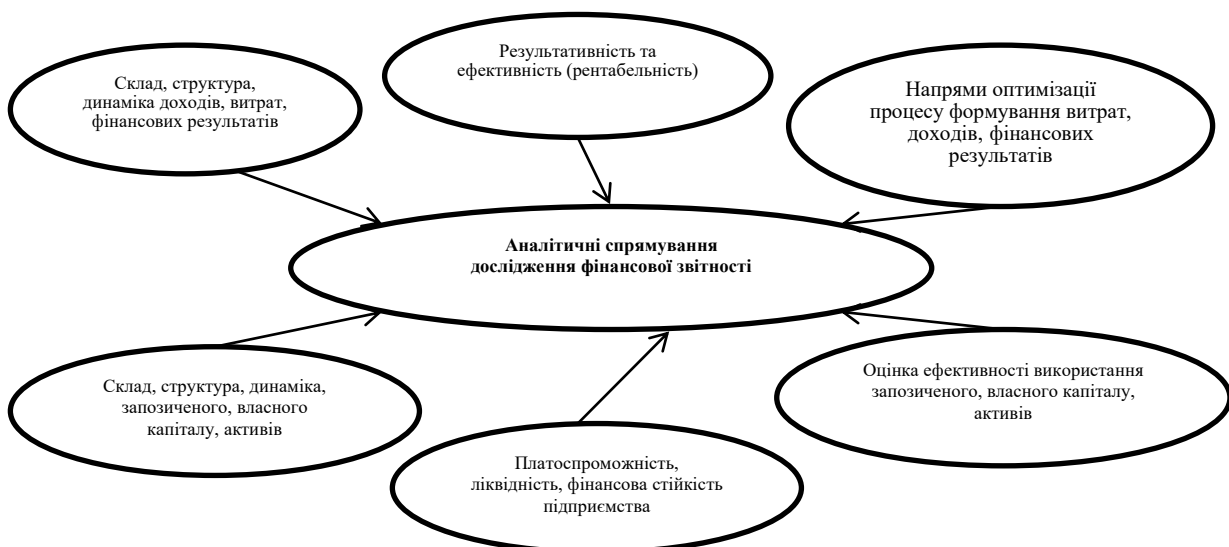 Склад, структура,
динаміка доходів, витрат,
фінансових результатів
Результативність та
ефективність (рентабельність)
Напрями оптимізації
процесу формування витрат,
доходів, фінансових
результатів
Аналітичні спрямування
дослідження фінансової звітності
Склад, структура, динаміка,
запозиченого, власного
капіталу, активів
Платоспроможність,
ліквідність, фінансова стійкість
підприємства
Оцінка ефективності використання
запозиченого, власного капіталу,
активів